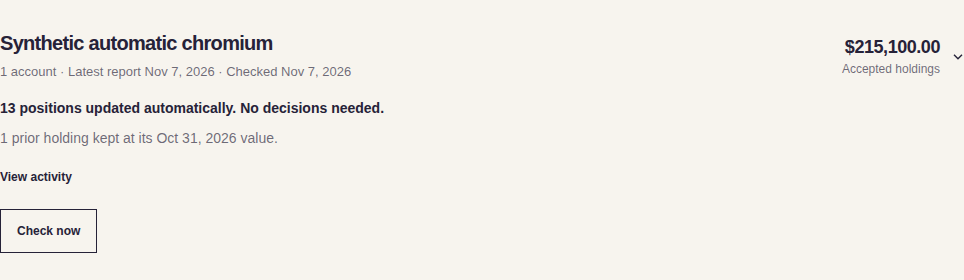 Synthetic automatic chromium
$215,100.00
1 account · Latest report Nov 7, 2026 · Checked Nov 7, 2026
Accepted holdings
13 positions updated automatically. No decisions needed.
1 prior holding kept at its Oct 31, 2026 value.
View activity
Check now